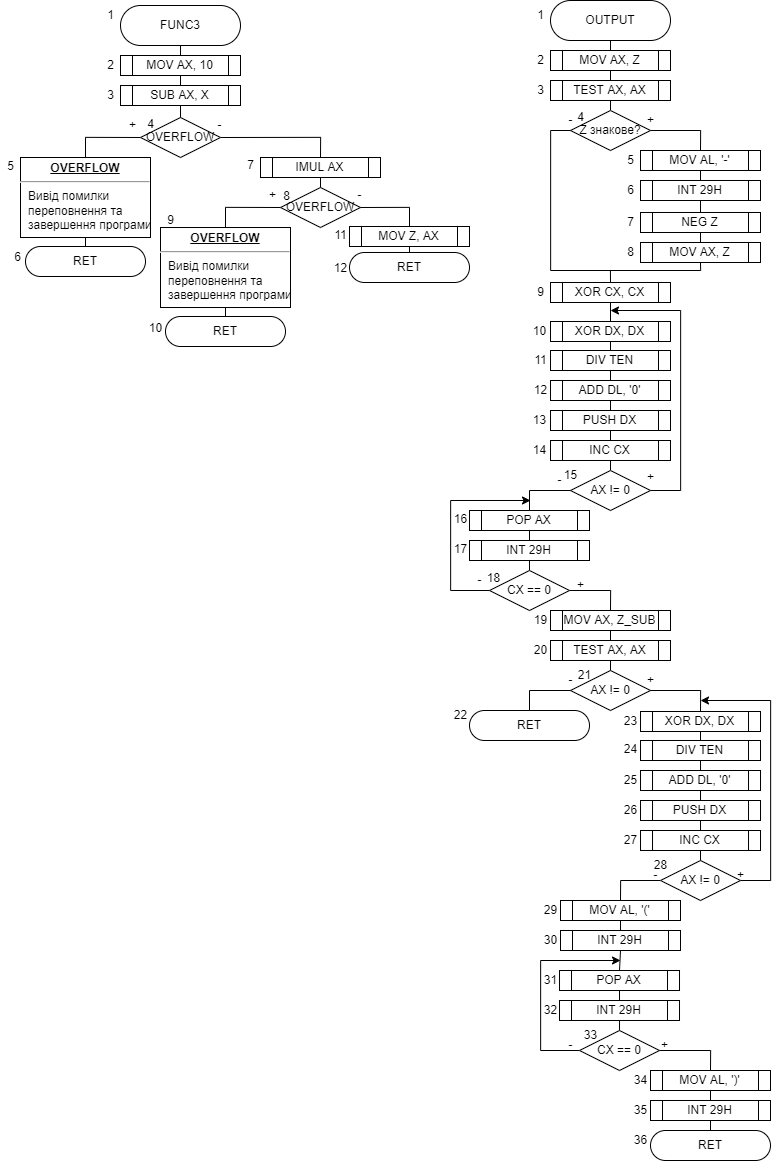 1
FUNC3
2
MOV AX, 10
3
SUB AX, X
+
4
-
OVERFLOW
5
OVERFLOW
Вивід помилки
переповнення та
завершення програми
6
RET
7
IMUL AX
+
8
-
OVERFLOW
9
OVERFLOW
Вивід помилки
переповнення та
завершення програми
10
RET
11
MOV Z, AX
12
RET
1
OUTPUT
2
MOV AX, Z
3
TEST AX, AX
-
4
+
Z знакове?
5
MOV AL, '-'
6
INT 29H
7
NEG Z
8
MOV AX, Z
9
XOR CX, CX
10
XOR DX, DX
11
DIV TEN
12
ADD DL, '0'
13
PUSH DX
14
INC CX
-
15
+
AX != 0
16
POP AX
17
INT 29H
-
18
+
CX == 0
19
MOV AX, Z_SUB
20
TEST AX, AX
-
21
+
AX != 0
22
RET
23
XOR DX, DX
24
DIV TEN
25
ADD DL, '0'
26
PUSH DX
27
INC CX
28
-
+
AX != 0
29
MOV AL, '('
30
INT 29H
31
POP AX
32
INT 29H
33
-
+
CX == 0
34
MOV AL, ')'
35
INT 29H
36
RET